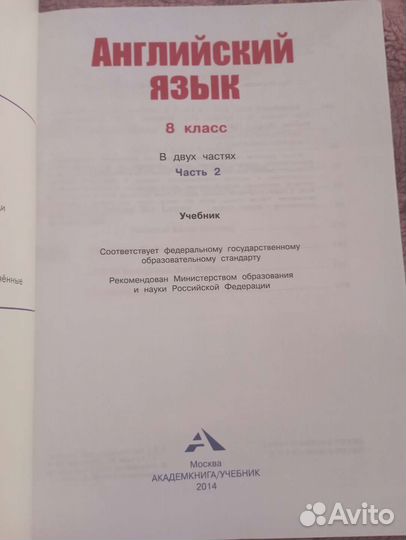 Английский
язык
8 класс
В двух частях
Часть 2
Учебник
Соответствует федеральному государственному
образовательному стандарту
Рекомендован Министерством образования
и науки Российской Федерации
Москва
АКАДЕМКНИГА/УЧЕБНИК
2014
Avito